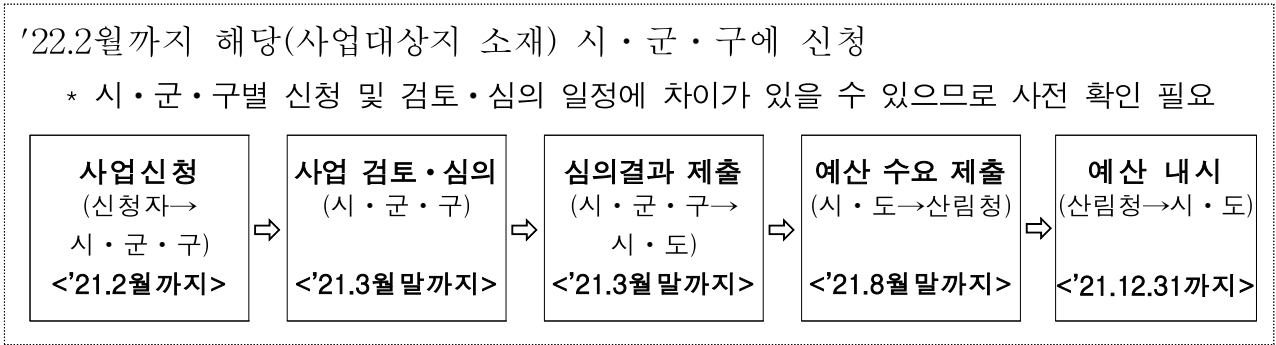 '22.2월까지 해당(사업대상지 소재) 시・군・구에 신청
* 시・군・구별 신청 및 검토・심의 일정에 차이가 있을 수 있으므로 사전 확인 필요
사업신청
(신청자→
시・군・구)
<'21.2월까지>
⇨
사업 검토・심의
(시・군・구)
<'21.3월말까지>
⇨
심의결과 제출
(시・군・구→
시・도)
<'21.3월말까지>
⇨
예산 수요 제출
(시・도→산림청)
<'21.8월말까지>
⇨
예산 내시
(산림청→시・도)
<'21.12.31까지>